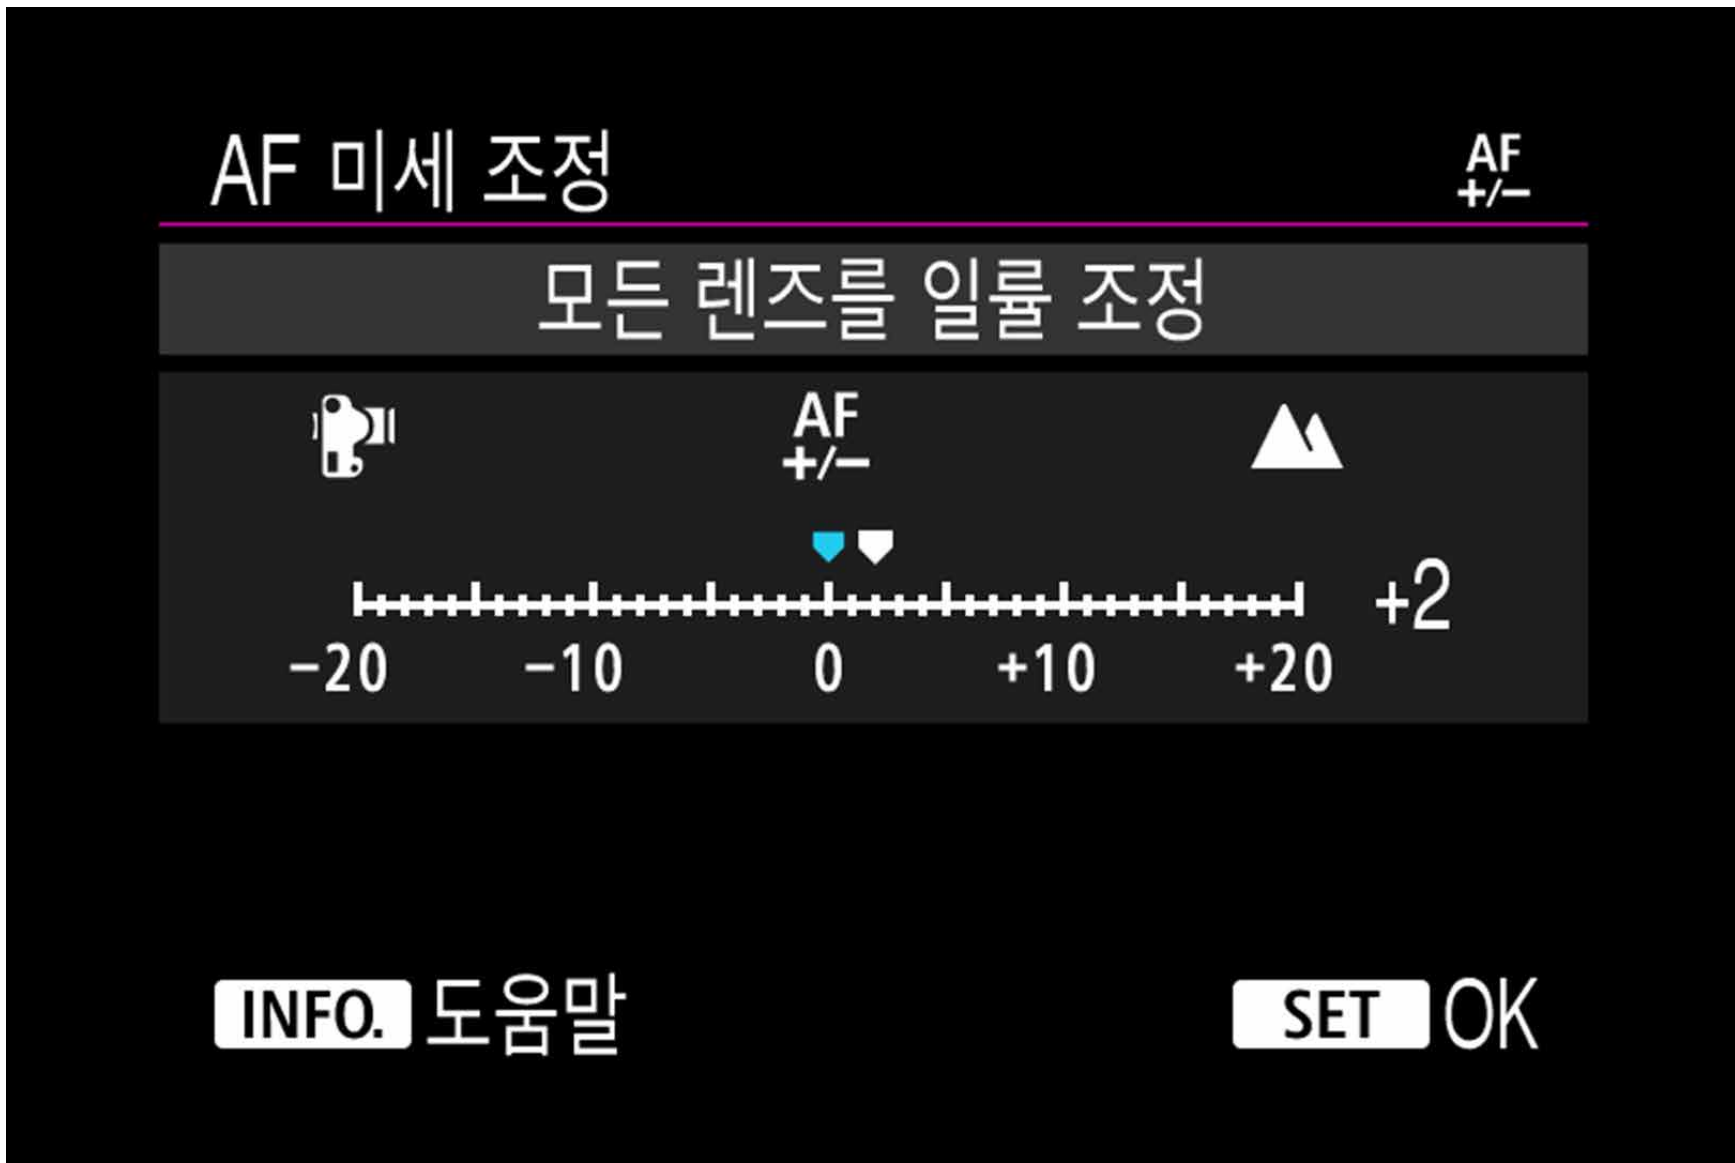 AF 미세 조정
AF
+/−
모든 렌즈를 일률 조정
AF
+/−
+2
−20 −10 0 +10 +20
INFO. 도움말 SET OK